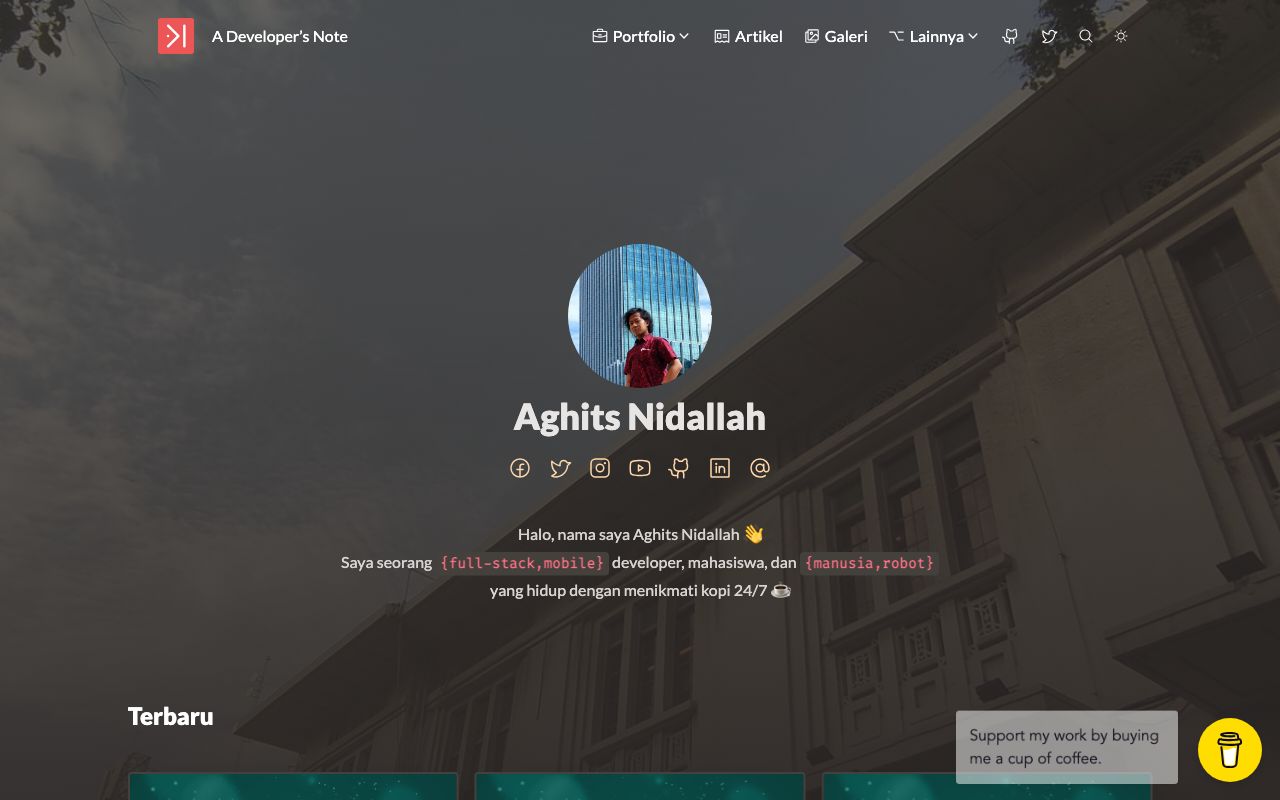 A Developer's Note
Portfolio
Artikel
Galeri
Lainnya
Aghits Nidallah
Halo, nama saya Aghits Nidallah 👋
Saya seorang {full-stack,mobile} developer, mahasiswa, dan {manusia,robot}
yang hidup dengan menikmati kopi 24/7 ☕
Terbaru
Support my work by buying
me a cup of coffee.